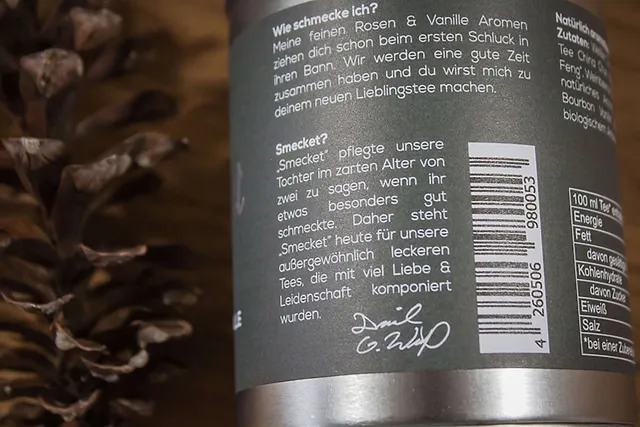 Wie schmecke ich?
Meine feinen Rosen & Vanille Aromen
ziehen dich schon beim ersten Schluck in
ihren Bann. Wir werden eine gute Zeit
zusammen haben und du wirst mich zu
deinem neuen Lieblingstee machen.
Smecket?
„Smecket" pflegte unsere
Tochter im zarten Alter von
zwei zu sagen, wenn ihr
etwas besonders gut
schmeckte. Daher steht
„Smecket" heute für unsere
außergewöhnlich leckeren
Tees, die mit viel Liebe &
Leidenschaft komponiert
wurden.
4 260506 980053
Zutaten:
Tee China
Feng",
natürliches
Bourbon
100 ml
Energie
Fett
davon
Kohlenhydrate
davon Zucker
Eiweiß
Salz
*bei einer